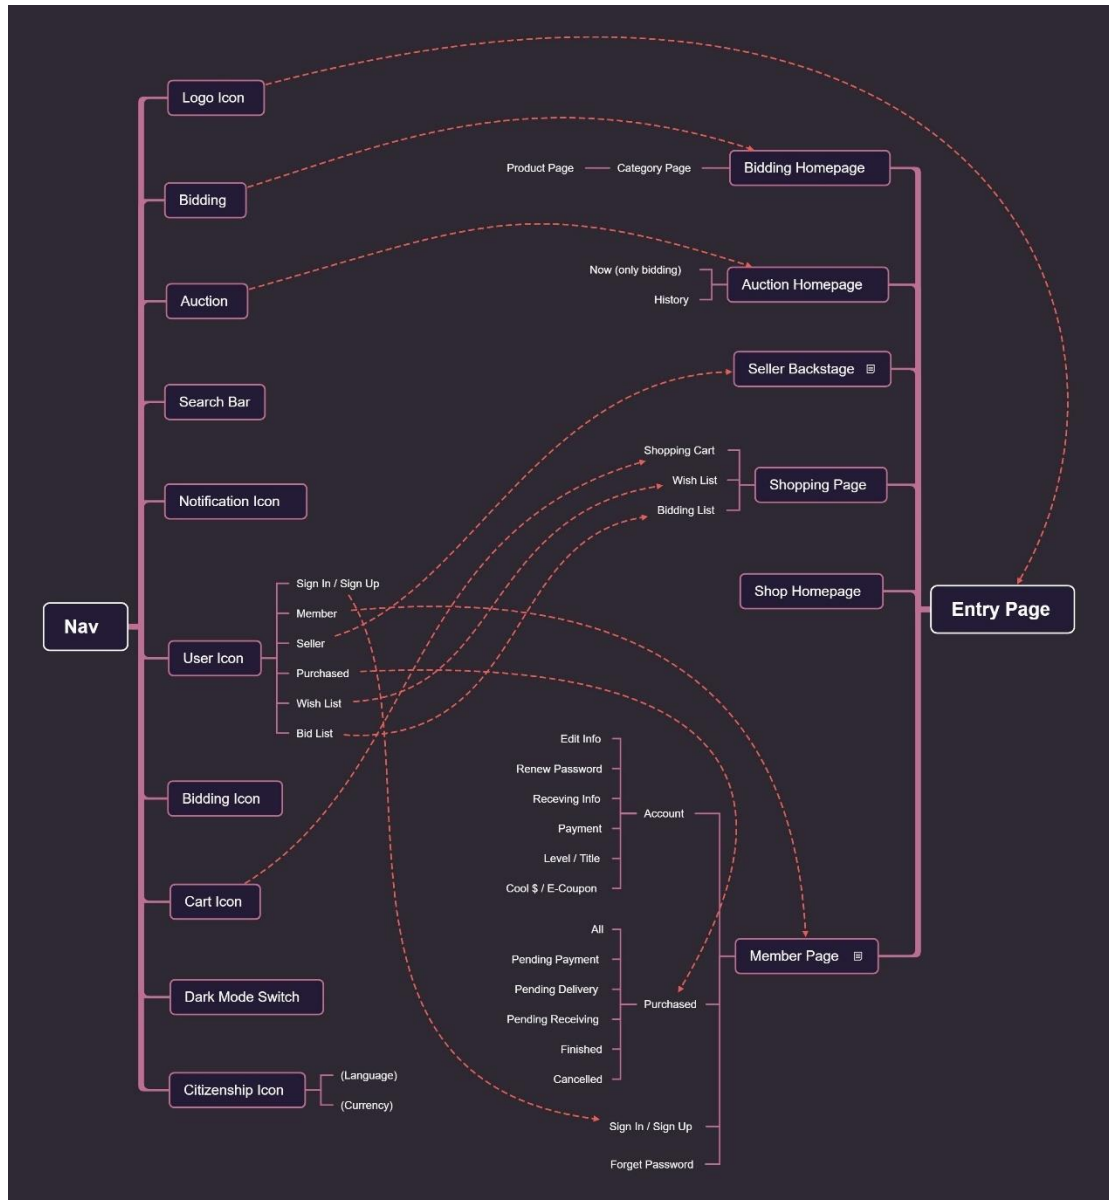 Nav
Logo Icon
Bidding
Auction
Search Bar
Notification Icon
User Icon
Sign In / Sign Up
Member
Seller
Purchased
Wish List
Bid List
Bidding Icon
Cart Icon
Dark Mode Switch
Citizenship Icon
(Language)
(Currency)
Entry Page
Bidding Homepage
Category Page
Product Page
Auction Homepage
Now (only bidding)
History
Seller Backstage
Shopping Page
Shopping Cart
Wish List
Bidding List
Shop Homepage
Member Page
Account
Edit Info
Renew Password
Receving Info
Payment
Level / Title
Cool $ / E-Coupon
Purchased
All
Pending Payment
Pending Delivery
Pending Receiving
Finished
Cancelled
Sign In / Sign Up
Forget Password